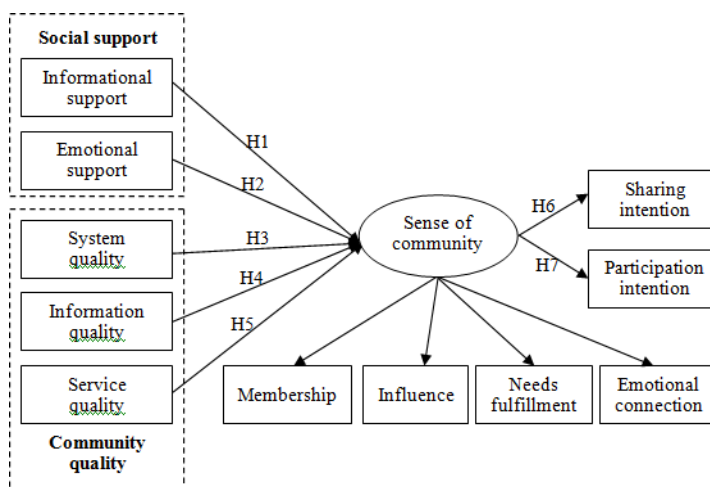 Social support
Informational
support
Emotional
support
H1
H2
System
quality
H3
Information
quality
H4
Service
quality
H5
Community
quality
Sense of
community
H6
H7
Sharing
intention
Participation
intention
Membership
Influence
Needs
fulfillment
Emotional
connection